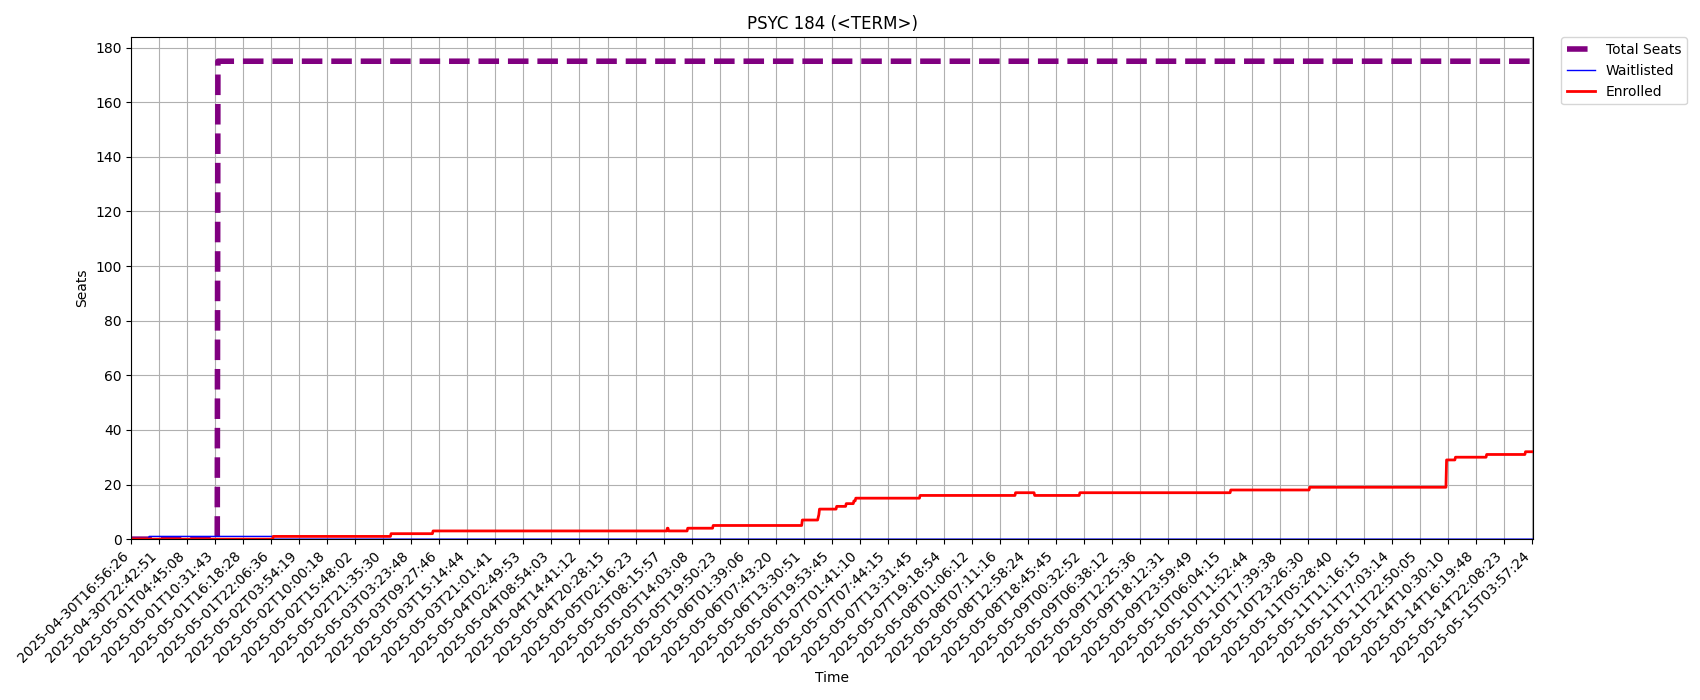 PSYC 184 (<TERM>)
Total Seats
Waitlisted
Enrolled
Seats
180
160
140
120
100
80
60
40
20
0
2025-04-30T16:56:26
2025-04-30T22:42:51
2025-05-01T04:45:08
2025-05-01T10:31:43
2025-05-01T16:18:28
2025-05-01T22:06:36
2025-05-02T03:54:19
2025-05-02T10:00:18
2025-05-02T15:48:02
2025-05-02T21:35:30
2025-05-03T03:23:48
2025-05-03T09:27:46
2025-05-03T15:14:44
2025-05-03T21:01:41
2025-05-04T02:49:53
2025-05-04T08:54:03
2025-05-04T14:41:12
2025-05-04T20:28:15
2025-05-05T02:16:23
2025-05-05T08:15:57
2025-05-05T14:03:08
2025-05-05T19:50:23
2025-05-06T01:39:06
2025-05-06T07:43:20
2025-05-06T13:30:51
2025-05-06T19:53:45
2025-05-07T01:41:10
2025-05-07T07:44:15
2025-05-07T13:31:45
2025-05-07T19:18:54
2025-05-08T01:06:12
2025-05-08T07:11:16
2025-05-08T12:58:24
2025-05-08T18:45:45
2025-05-09T00:32:52
2025-05-09T06:38:12
2025-05-09T12:25:36
2025-05-09T18:12:31
2025-05-09T23:59:49
2025-05-10T06:04:15
2025-05-10T11:52:44
2025-05-10T17:39:38
2025-05-10T23:26:30
2025-05-11T05:28:40
2025-05-11T11:16:15
2025-05-11T17:03:14
2025-05-11T22:50:05
2025-05-14T10:30:10
2025-05-14T16:19:48
2025-05-14T22:08:23
2025-05-15T03:57:24
Time